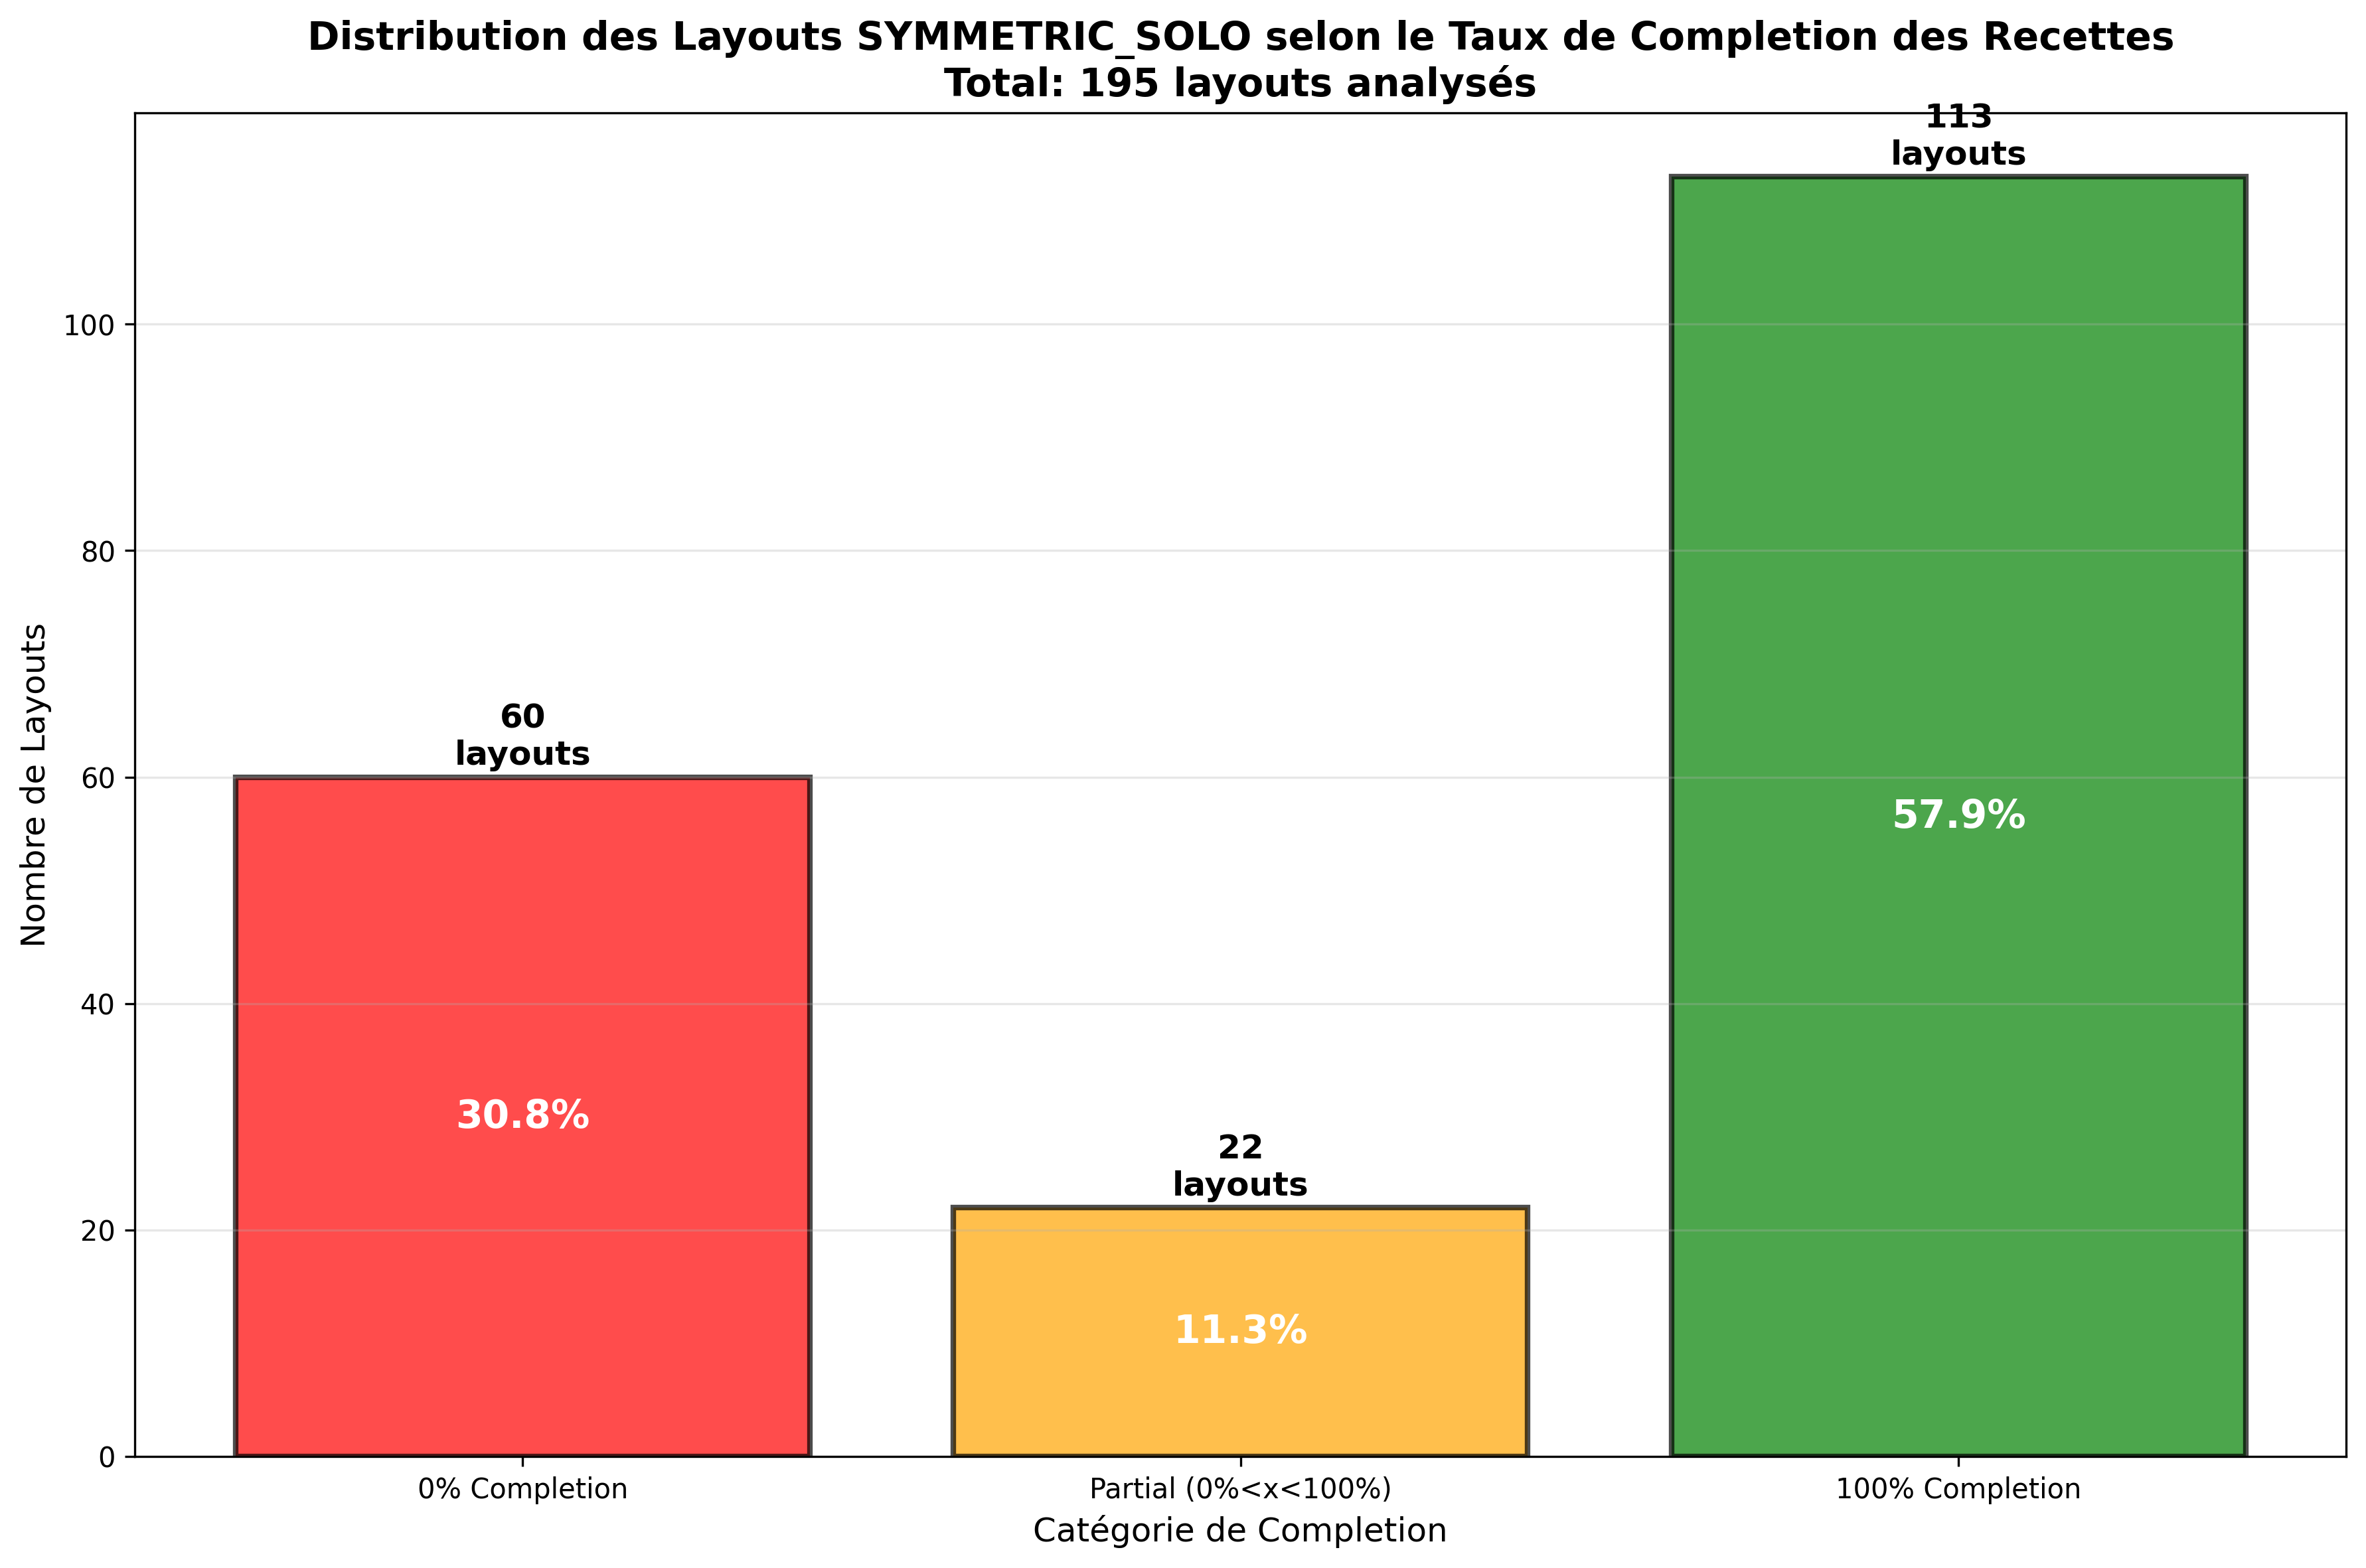 Distribution des Layouts SYMMETRIC_SOLO selon le Taux de Completion des Recettes
Total: 195 layouts analysés
113
layouts
100
80
60
layouts
60
57.9%
Nombre de Layouts
40
30.8%
22
layouts
20
11.3%
0
0% Completion
Partial (0%<x<100%)
100% Completion
Catégorie de Completion